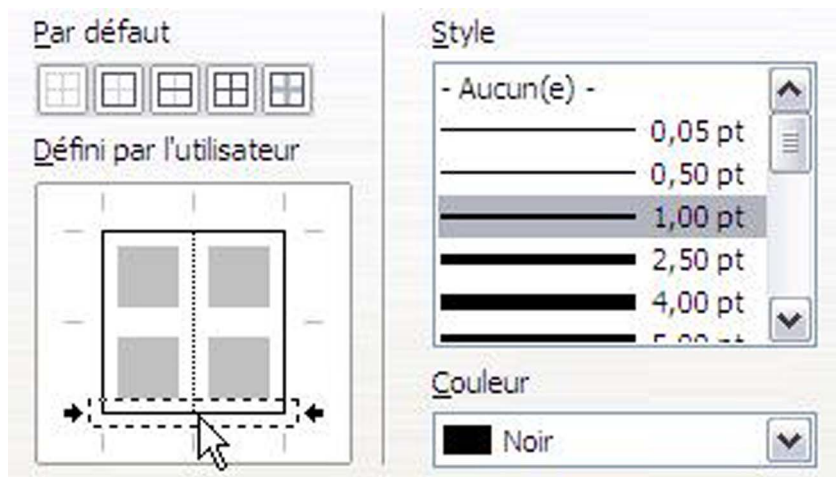 Par défaut
Défini par l'utilisateur
Style
- Aucun(e) -
0,05 pt
0,50 pt
1,00 pt
2,50 pt
4,00 pt
Couleur
Noir